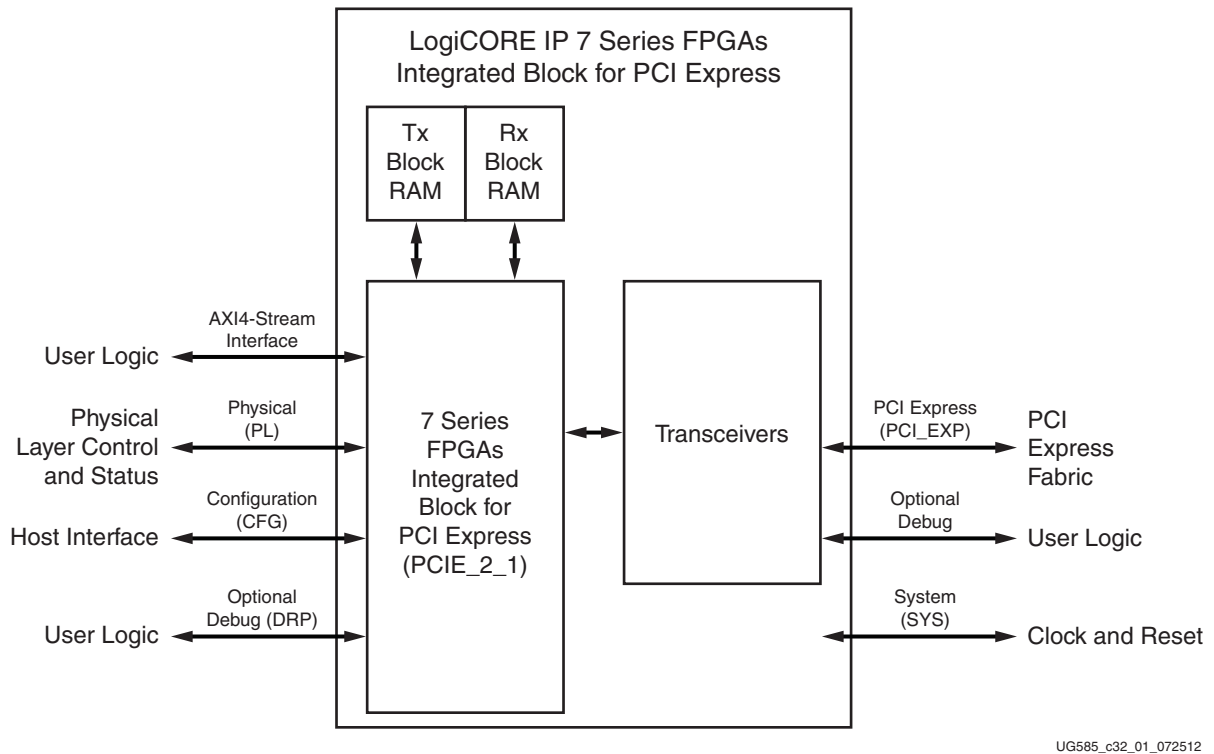 LogiCORE IP 7 Series FPGAs
Integrated Block for PCI Express
Tx
Block
RAM
Rx
Block
RAM
AXI4-Stream
Interface
User Logic
Physical
Layer Control
and Status
Physical
(PL)
Configuration
(CFG)
Host Interface
Optional
Debug (DRP)
User Logic
7 Series
FPGAs
Integrated
Block for
PCI Express
(PCIE_2_1)
Transceivers
PCI Express
(PCI_EXP)
PCI
Express
Fabric
Optional
Debug
User Logic
System
(SYS)
Clock and Reset
UG585_c32_01_072512